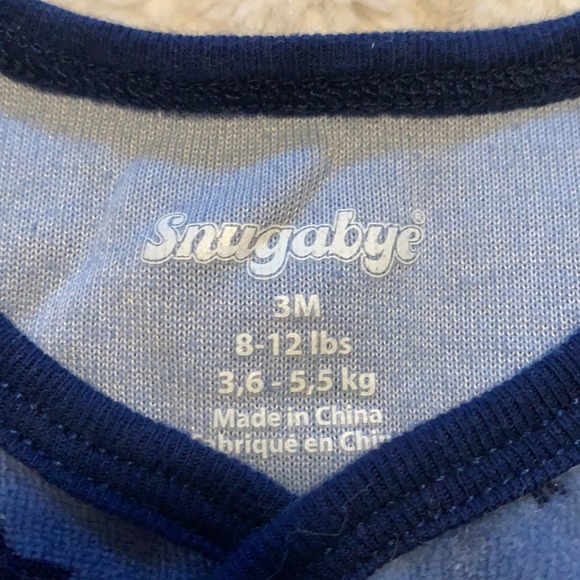 Snugabye®
3M
8-12 lbs
3,6 - 5,5 kg
Made in China
en